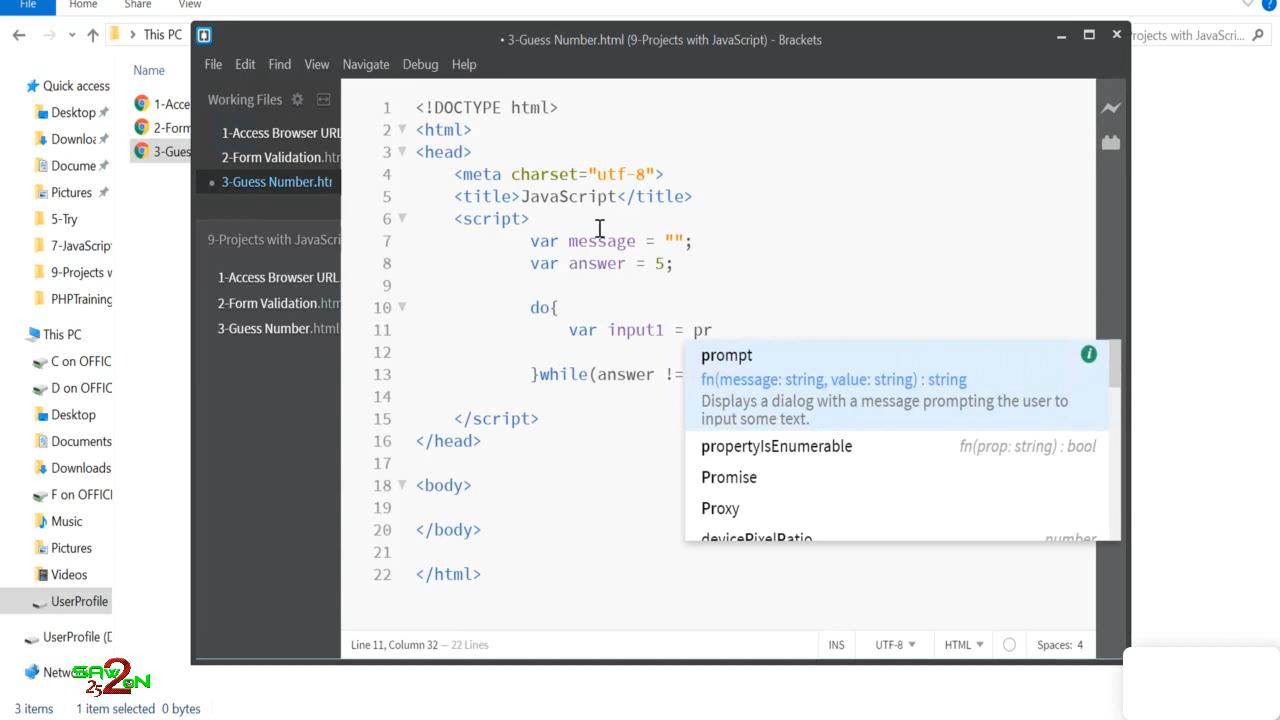 File
Home
Share
View
This PC
rojects with JavaScri...
Name
Quick access
Desktop
Downloa
Docume
Pictures
5-Try
7-JavaScrip
9-Projects w
PHPTraining
This PC
C on OFFIC
D on OFFIC
Desktop
Documents
Downloads
F on OFFICI
Music
Pictures
Videos
UserProfile
UserProfile (D
Netwo
3 items
1 item selected
0 bytes
1-Acce
2-Form
3-Gues
• 3-Guess Number.html (9-Projects with JavaScript) - Brackets
File Edit Find View Navigate Debug Help
Working Files
1-Access Browser URL
2-Form Validation.htr
• 3-Guess Number.htr
9-Projects with JavaScri
1-Access Browser URL.
2-Form Validation.htm
3-Guess Number.html
1 <!DOCTYPE html>
2 <html>
3 <head>
4 <meta charset="utf-8">
5 <title>JavaScript</title>
6 <script>
7 var message = "";
8 var answer = 5;
9
10 do{
11 var input1 = pr
12
13 }while(answer !=
14
15 </script>
16 </head>
17
18 <body>
19
20 </body>
21
22 </html>
prompt
fn(message: string, value: string) : string
Displays a dialog with a message prompting the user to
input some text.
propertyIsEnumerable fn(prop: string) : bool
Promise
Proxy
devicePixelRatio number
Line 11, Column 32 — 22 Lines
INS
UTF-8
HTML
Spaces: 4